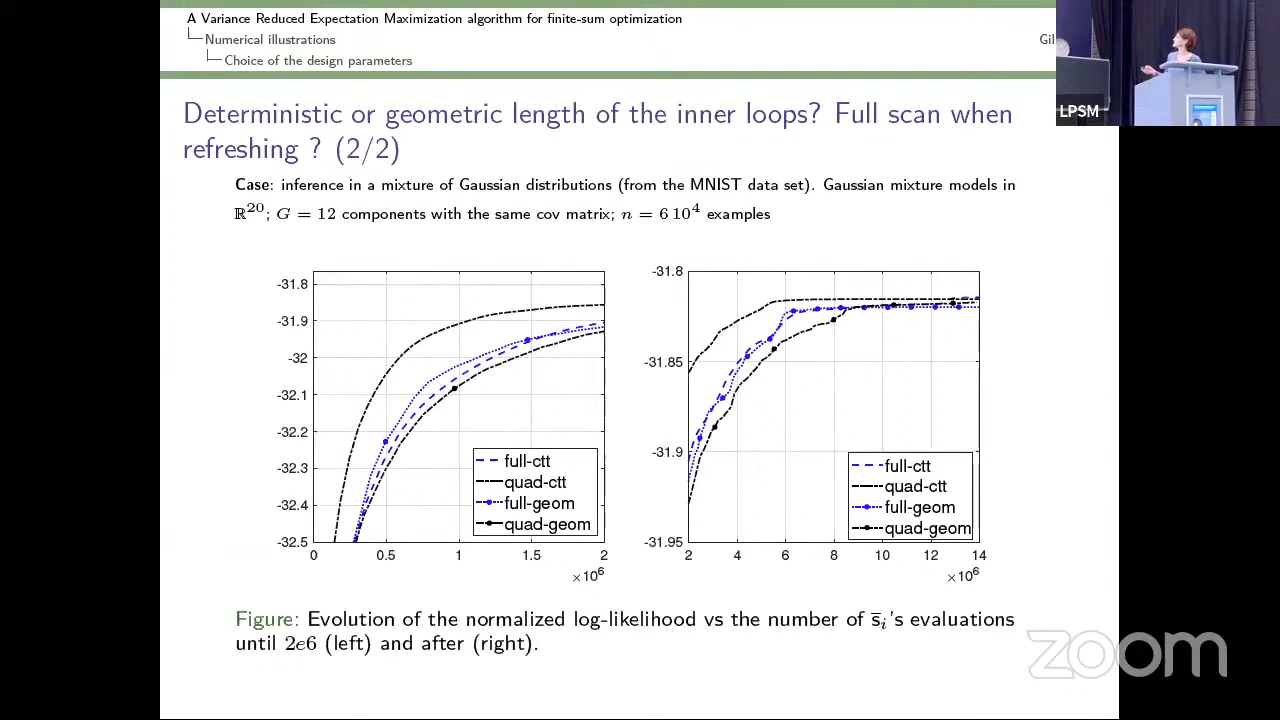 A Variance Reduced Expectation Maximization algorithm for finite-sum optimization
Numerical illustrations
Gil
Choice of the design parameters
LPSM
Deterministic or geometric length of the inner loops? Full scan when
refreshing ? (2/2)
Case: inference in a mixture of Gaussian distributions (from the MNIST data set). Gaussian mixture models in
ℝ²⁰; G = 12 components with the same cov matrix; n = 6 10⁴ examples
-31.8
-31.9
-32
-32.1
-32.2
-32.3
-32.4
-32.5
0 0.5 1 1.5 2
×10⁶
full-ctt
quad-ctt
full-geom
quad-geom
-31.8
-31.85
-31.9
-31.95
2 4 6 8 10 12 14
×10⁶
full-ctt
quad-ctt
full-geom
quad-geom
Figure: Evolution of the normalized log-likelihood vs the number of s̄ᵢ's evaluations
until 2e6 (left) and after (right).
zoom